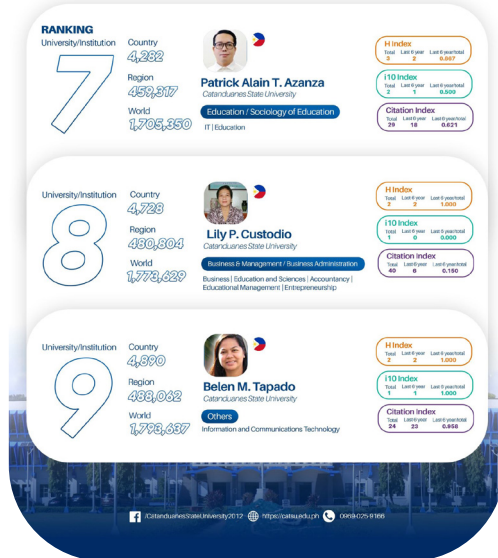 RANKING
University/Institution
7
Country
4,282
Region
459,317
World
1,705,350
Patrick Alain T. Azanza
Catanduanes State University
Education / Sociology of Education
IT | Education
H Index
Total Last 6 year Last 6 year/total
3 2 0.667
i10 Index
Total Last 6 year Last 6 year/total
2 1 0.500
Citation Index
Total Last 6 year Last 6 year/total
29 18 0.621
University/Institution
8
Country
4,728
Region
480,804
World
1,773,629
Lily P. Custodio
Catanduanes State University
Business & Management / Business Administration
Business | Education and Sciences | Accountancy |
Educational Management | Entrepreneurship
H Index
Total Last 6 year Last 6 year/total
2 2 1.000
i10 Index
Total Last 6 year Last 6 year/total
1 0 0.000
Citation Index
Total Last 6 year Last 6 year/total
40 6 0.150
University/Institution
9
Country
4,890
Region
488,062
World
1,793,637
Belen M. Tapado
Catanduanes State University
Others
Information and Communications Technology
H Index
Total Last 6 year Last 6 year/total
2 2 1.000
i10 Index
Total Last 6 year Last 6 year/total
1 1 1.000
Citation Index
Total Last 6 year Last 6 year/total
24 23 0.958
/CatanduanesStateUniversity2012 https://catsu.edu.ph 0969-025-9166